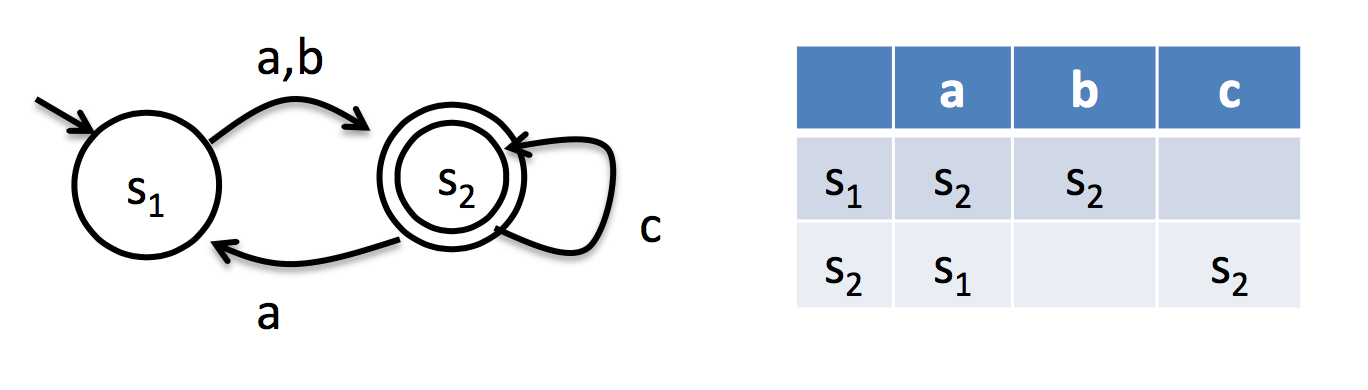 a,b
s₁
s₂
c
a
a b c
s₁ s₂ s₂
s₂ s₁ s₂